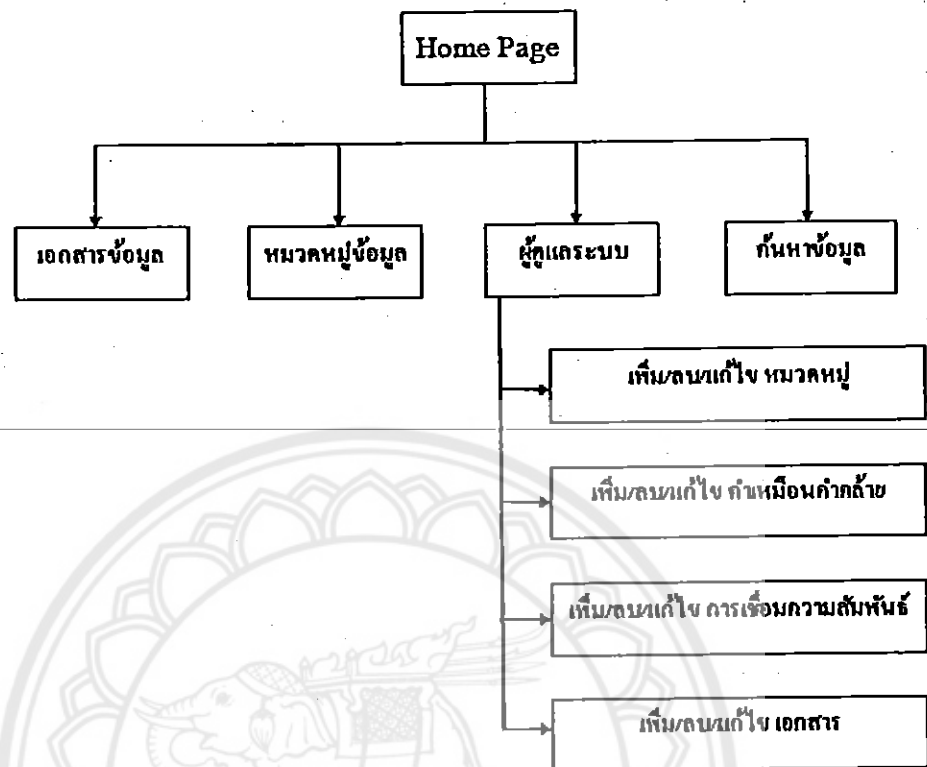 Home Page
เอกสารข้อมูล
หมวดหมู่ข้อมูล
ผู้ดูแลระบบ
ค้นหาข้อมูล
เพิ่ม/ลบ/แก้ไข หมวดหมู่
เพิ่ม/ลบ/แก้ไข คำเหมือนคำคล้าย
เพิ่ม/ลบ/แก้ไข การเชื่อมความสัมพันธ์
เพิ่ม/ลบ/แก้ไข เอกสาร